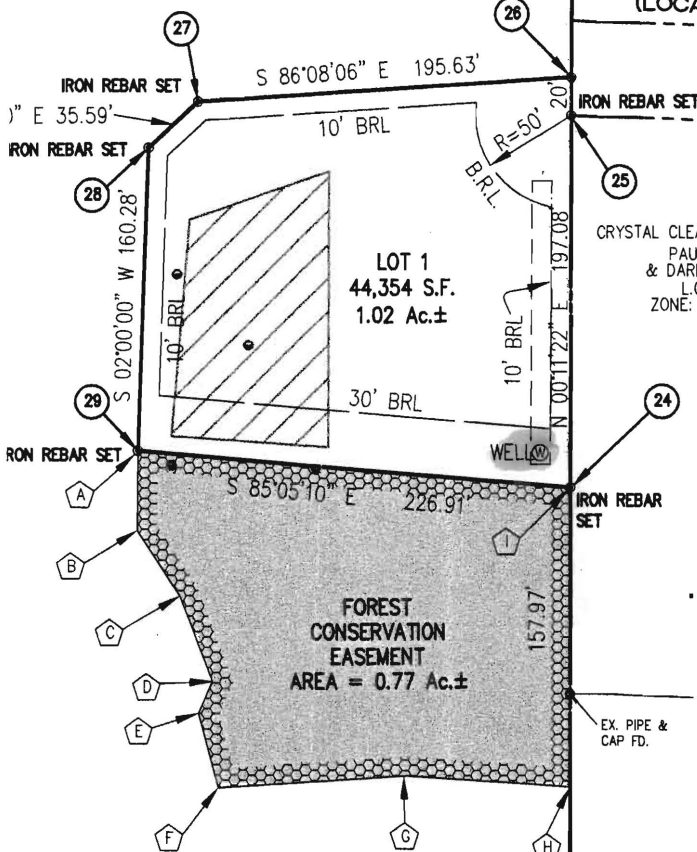 (LOCA
27
26
S 86°08'06" E 195.63'
IRON REBAR SET
20'
IRON REBAR SET
)" E 35.59'
10' BRL
R=50'
IRON REBAR SET
B.R.L.
25
28
S 02°00'00" W 160.28'
CRYSTAL CLEA
PAU
& DARI
L.C
ZONE:
LOT 1
44,354 S.F.
1.02 Ac.±
N 00°11'22" E 197.08'
10' BRL
10' BRL
30' BRL
29
24
RON REBAR SET
WELL
W
A
S 85°05'10" E 226.91'
IRON REBAR
SET
I
B
C
FOREST
CONSERVATION
EASEMENT
AREA = 0.77 Ac.±
157.97'
D
E
EX. PIPE &
CAP FD.
F
G
H